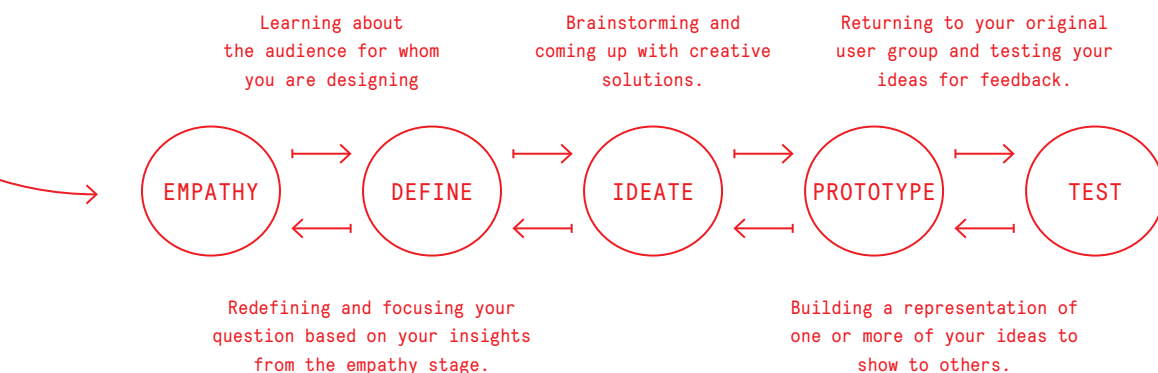 Learning about
the audience for whom
you are designing
Brainstorming and
coming up with creative
solutions.
Returning to your original
user group and testing your
ideas for feedback.
EMPATHY
DEFINE
IDEATE
PROTOTYPE
TEST
Redefining and focusing your
question based on your insights
from the empathy stage.
Building a representation of
one or more of your ideas to
show to others.